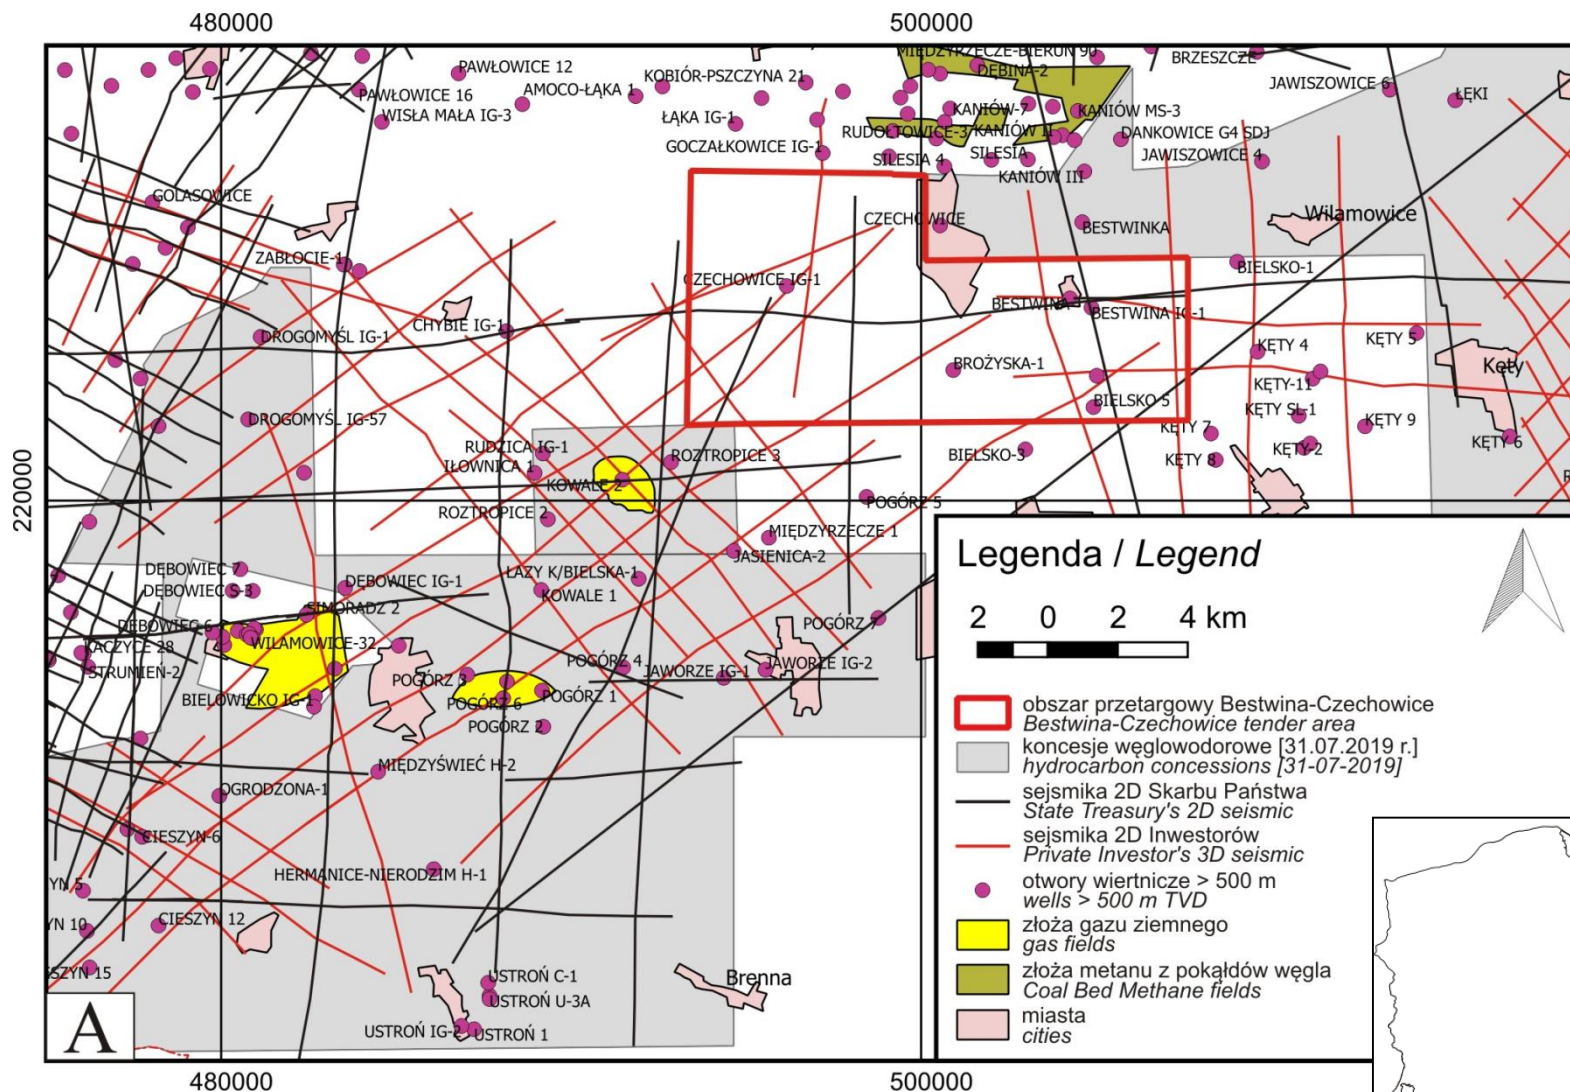 480000
500000
MIĘDZYRZECZE-BIERUŃ 90
BRZESZCZE
PAWŁOWICE 12
DĘBINA-2
KOBIÓR-PSZCZYNA 21
JAWISZOWICE 6
PAWŁOWICE 16
AMOCO-ŁĄKA 1
ŁĘKI
WISŁA MAŁA IG-3
ŁĄKA IG-1
KANIÓW-7
KANIÓW MS-3
RUDOŁTOWICE-3
KANIÓW II
DANKOWICE G4 SDJ
GOCZAŁKOWICE IG-1
SILESIA 4
SILESIA
JAWISZOWICE 4
KANIÓW III
GOLASOWICE
CZECHOWICE
BESTWINKA
Wilamowice
ZABŁOCIE-1
CZECHOWICE IG-1
BIELSKO-1
BESTWINA
BESTWINA IG-1
CHYBIE IG-1
DROGOMYŚL IG-1
KĘTY 4
KĘTY 5
BROŻYSKA-1
Kęty
KĘTY-11
BIELSKO 5
KĘTY SL-1
DROGOMYŚL IG-57
KĘTY 7
KĘTY 9
KĘTY 6
RUDZICA IG-1
KĘTY-2
IŁOWNICA 1
ROZTROPICE 3
BIELSKO-3
KĘTY 8
KOWALE 2
220000
POGÓRZ 5
ROZTROPICE 2
MIĘDZYRZECZE 1
JASIENICA-2
DĘBOWIEC 7
ŁAZY K/BIELSKA-1
DĘBOWIEC S-3
DĘBOWIEC IG-1
KOWALE 1
SIMORADZ 2
DĘBOWIEC 6
POGÓRZ 7
KACZYCE 28
WILAMOWICE-32
STRUMIEŃ-2
POGÓRZ 4
JAWORZE IG-1
JAWORZE IG-2
POGÓRZ 3
BIELOWICKO IG-1
POGÓRZ 6
POGÓRZ 1
POGÓRZ 2
MIĘDZYŚWIEĆ H-2
OGRODZONA-1
CIESZYN-6
HERMANICE-NIERODZIM H-1
ZYN 5
CIESZYN 12
YN 10
ESZYN 15
USTROŃ C-1
Brenna
USTROŃ U-3A
USTROŃ IG-2
USTROŃ 1
A
480000
500000
Legenda / Legend
2 0 2 4 km
obszar przetargowy Bestwina-Czechowice
Bestwina-Czechowice tender area
koncesje węglowodorowe [31.07.2019 r.]
hydrocarbon concessions [31-07-2019]
sejsmika 2D Skarbu Państwa
State Treasury's 2D seismic
sejsmika 2D Inwestorów
Private Investor's 3D seismic
otwory wiertnicze > 500 m
wells > 500 m TVD
złoża gazu ziemnego
gas fields
złoża metanu z pokąłdów węgla
Coal Bed Methane fields
miasta
cities